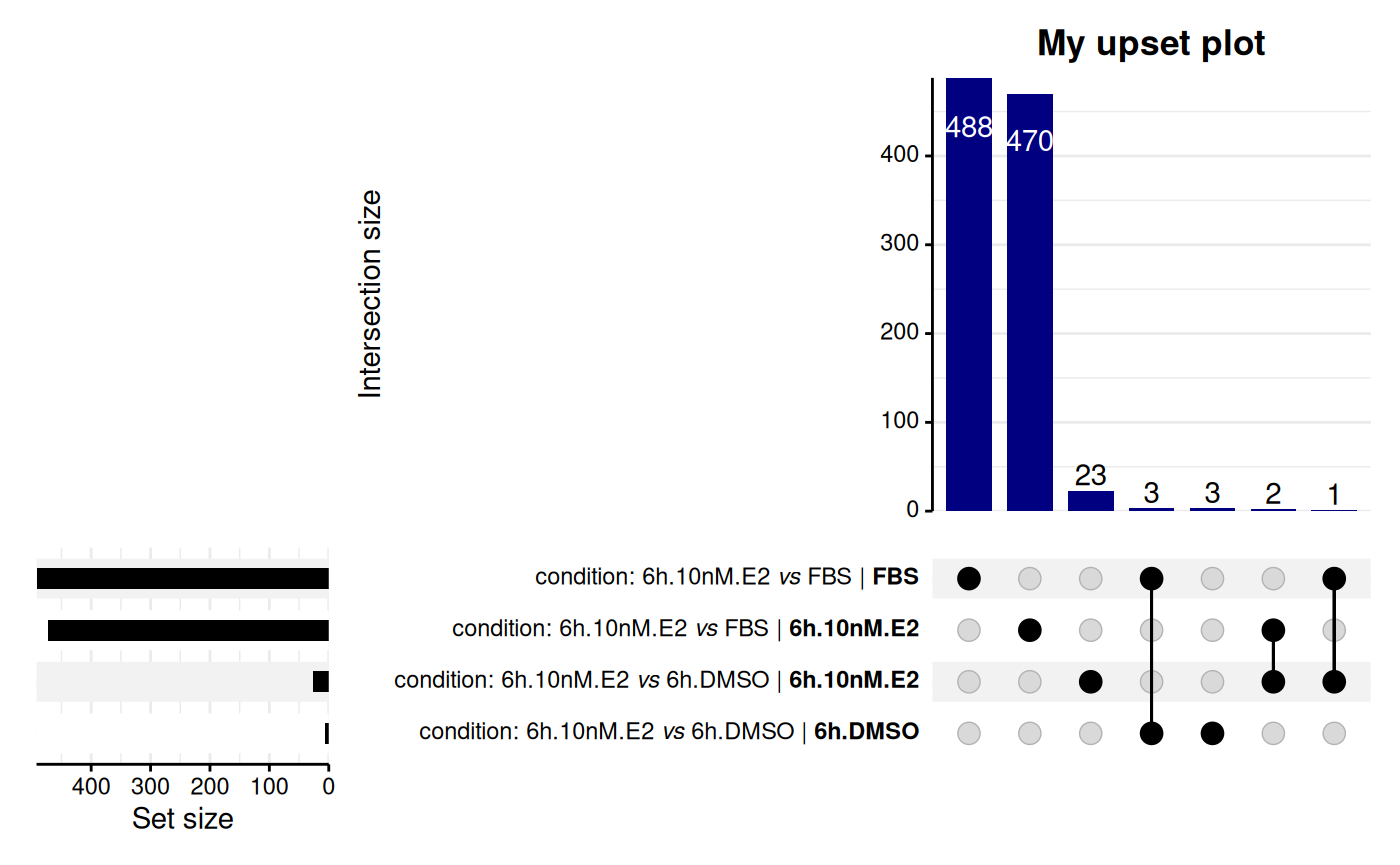 My upset plot
Intersection size
400
300
200
100
0
488
470
23
3
3
2
1
condition: 6h.10nM.E2 vs FBS | FBS
condition: 6h.10nM.E2 vs FBS | 6h.10nM.E2
condition: 6h.10nM.E2 vs 6h.DMSO | 6h.10nM.E2
condition: 6h.10nM.E2 vs 6h.DMSO | 6h.DMSO
400 300 200 100 0
Set size